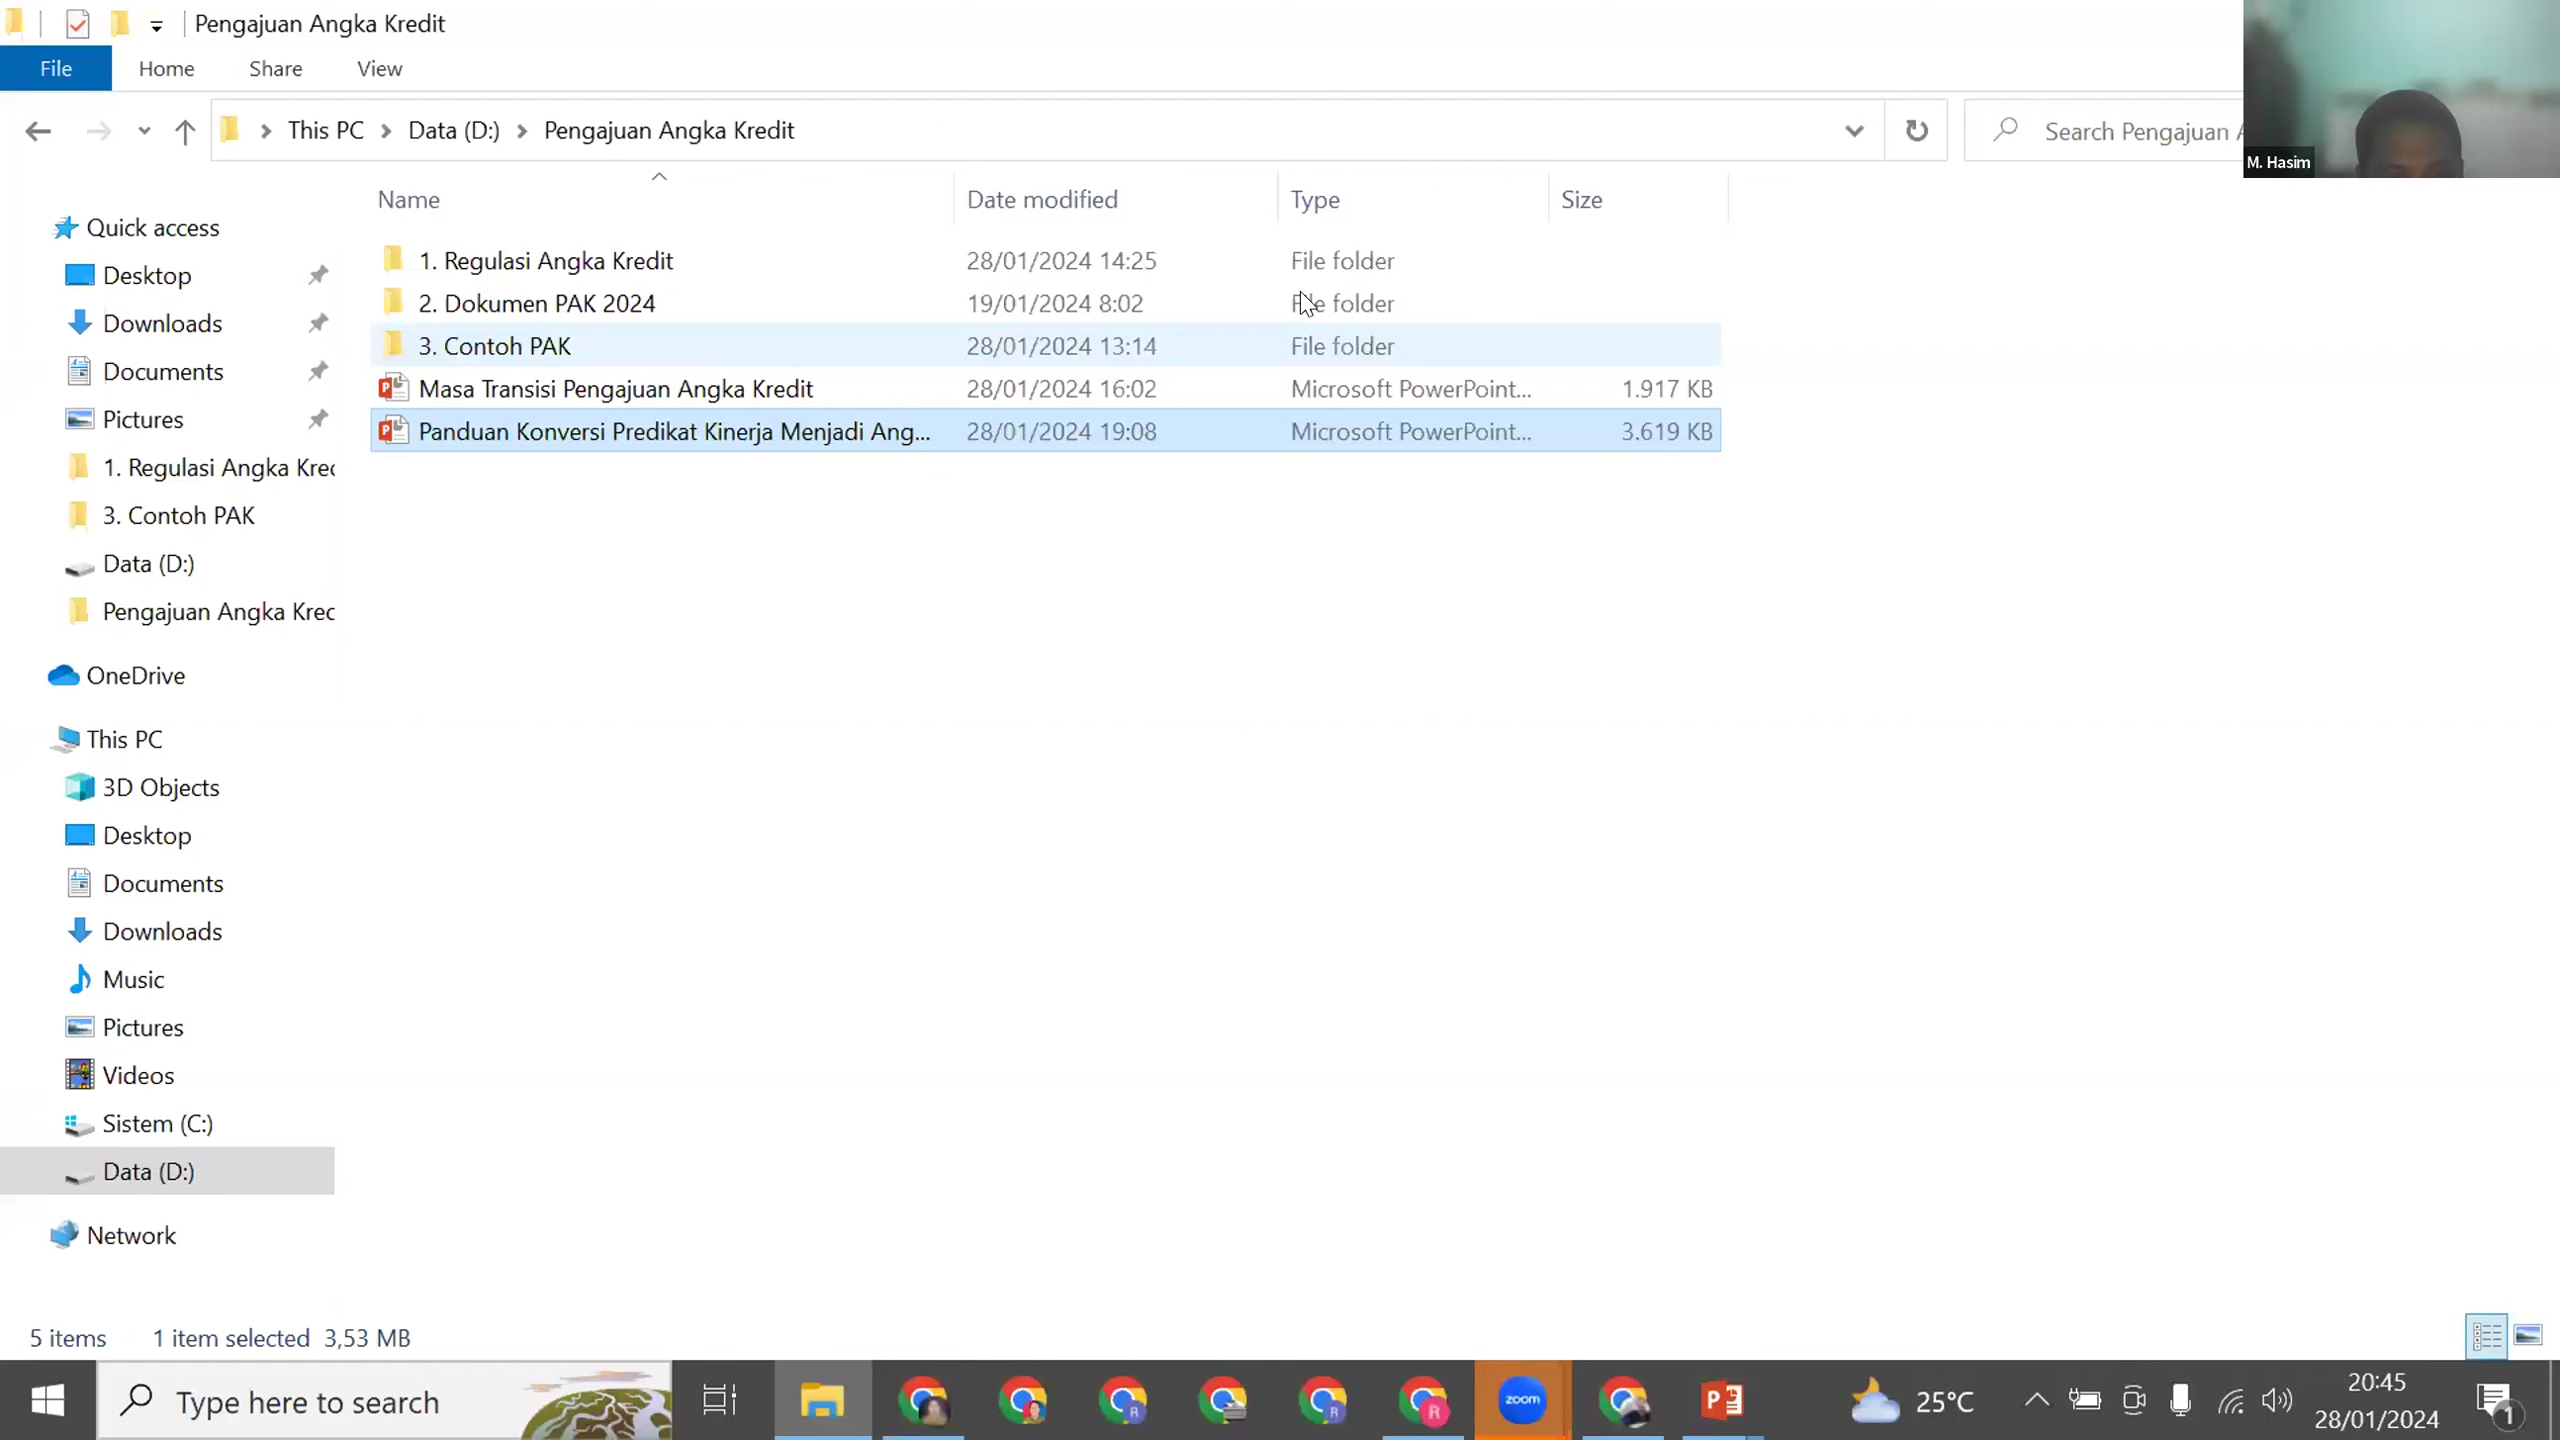 Pengajuan Angka Kredit
File Home Share View
This PC Data (D:) Pengajuan Angka Kredit
Search Pengajuan A
M. Hasim
Name Date modified Type Size
1. Regulasi Angka Kredit 28/01/2024 14:25 File folder
2. Dokumen PAK 2024 19/01/2024 8:02 File folder
3. Contoh PAK 28/01/2024 13:14 File folder
Masa Transisi Pengajuan Angka Kredit 28/01/2024 16:02 Microsoft PowerPoint... 1.917 KB
Panduan Konversi Predikat Kinerja Menjadi Ang... 28/01/2024 19:08 Microsoft PowerPoint... 3.619 KB
Quick access
Desktop
Downloads
Documents
Pictures
1. Regulasi Angka Kred
3. Contoh PAK
Data (D:)
Pengajuan Angka Kred
OneDrive
This PC
3D Objects
Desktop
Documents
Downloads
Music
Pictures
Videos
Sistem (C:)
Data (D:)
Network
5 items 1 item selected 3,53 MB
Type here to search
R
R
R
zoom
25°C
20:45
28/01/2024
1